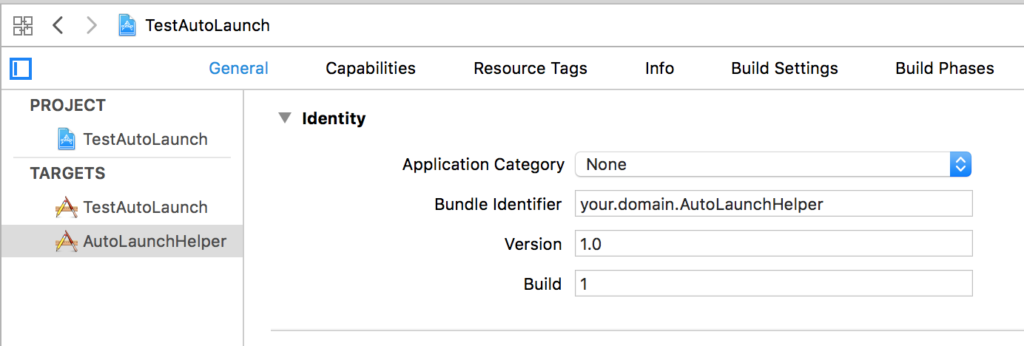 TestAutoLaunch
General Capabilities Resource Tags Info Build Settings Build Phases
PROJECT
TestAutoLaunch
TARGETS
TestAutoLaunch
AutoLaunchHelper
Identity
Application Category None
Bundle Identifier your.domain.AutoLaunchHelper
Version 1.0
Build 1